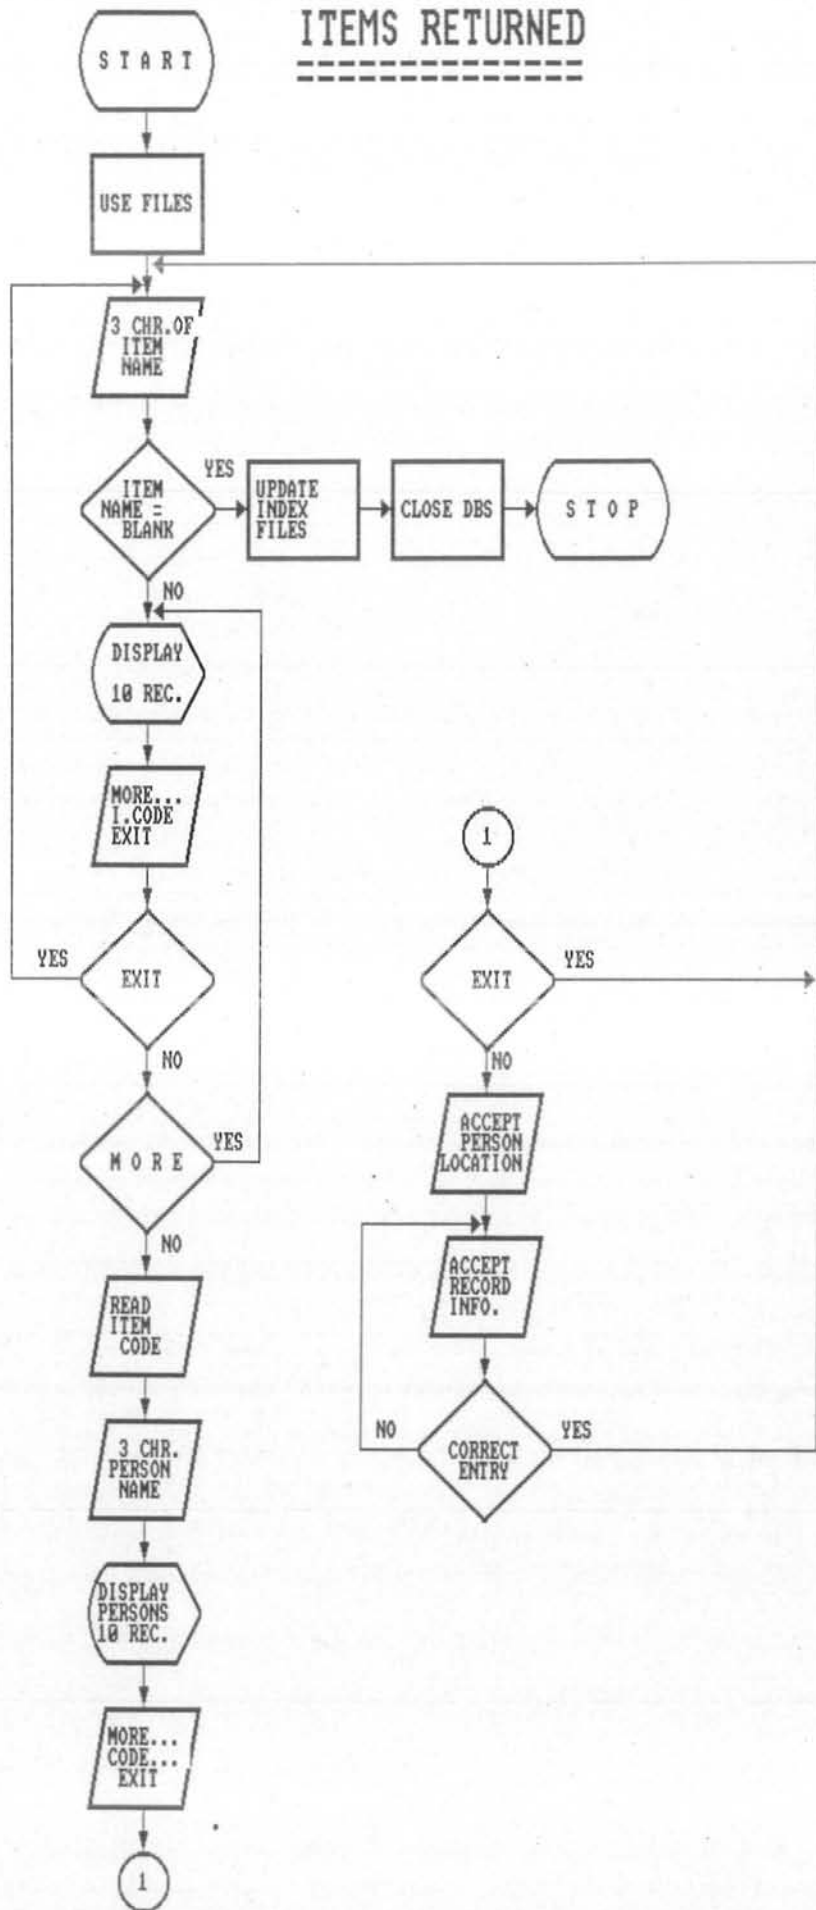 ITEMS RETURNED
==============
S T A R T
USE FILES
3 CHR.OF
ITEM
NAME
ITEM
NAME =
BLANK
YES
UPDATE
INDEX
FILES
CLOSE DBS
S T O P
NO
DISPLAY
10 REC.
MORE...
I.CODE
EXIT
YES
EXIT
NO
M O R E
YES
NO
READ
ITEM
CODE
3 CHR.
PERSON
NAME
DISPLAY
PERSONS
10 REC.
MORE...
CODE...
EXIT
1
1
EXIT
YES
NO
ACCEPT
PERSON
LOCATION
ACCEPT
RECORD
INFO.
NO
CORRECT
ENTRY
YES